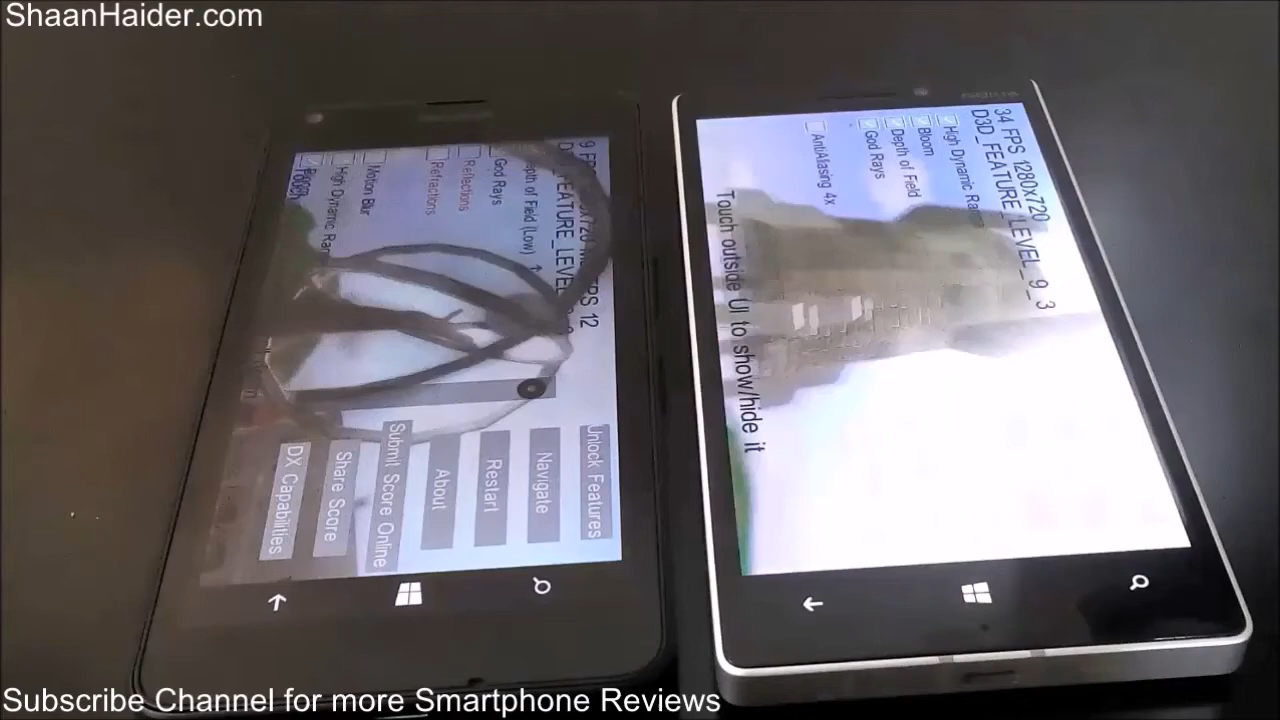 ShaanHaider.com
9
God Rays
Depth of Field (Low)
Reflections
Refractions
Motion Blur
High Dynamic
12
Unlock Features
Navigate
Restart
About
Submit Score Online
Share Score
DX Capabilities
34 FPS 1280x720
D3D_FEATURE_LEVEL_9_3
High Dynamic
Bloom
Depth of Field
God Rays
AntiAliasing 4x
Touch outside UI to show/hide it
Subscribe Channel for more Smartphone Reviews